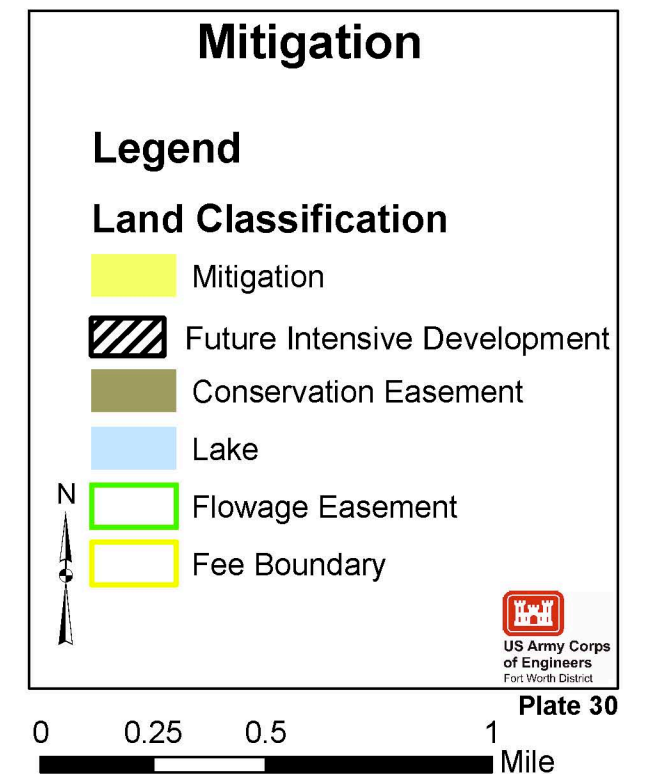 Mitigation
Legend
Land Classification
Mitigation
Future Intensive Development
Conservation Easement
Lake
N
Flowage Easement
Fee Boundary
US Army Corps
of Engineers
Fort Worth District
Plate 30
0 0.25 0.5 1
Mile